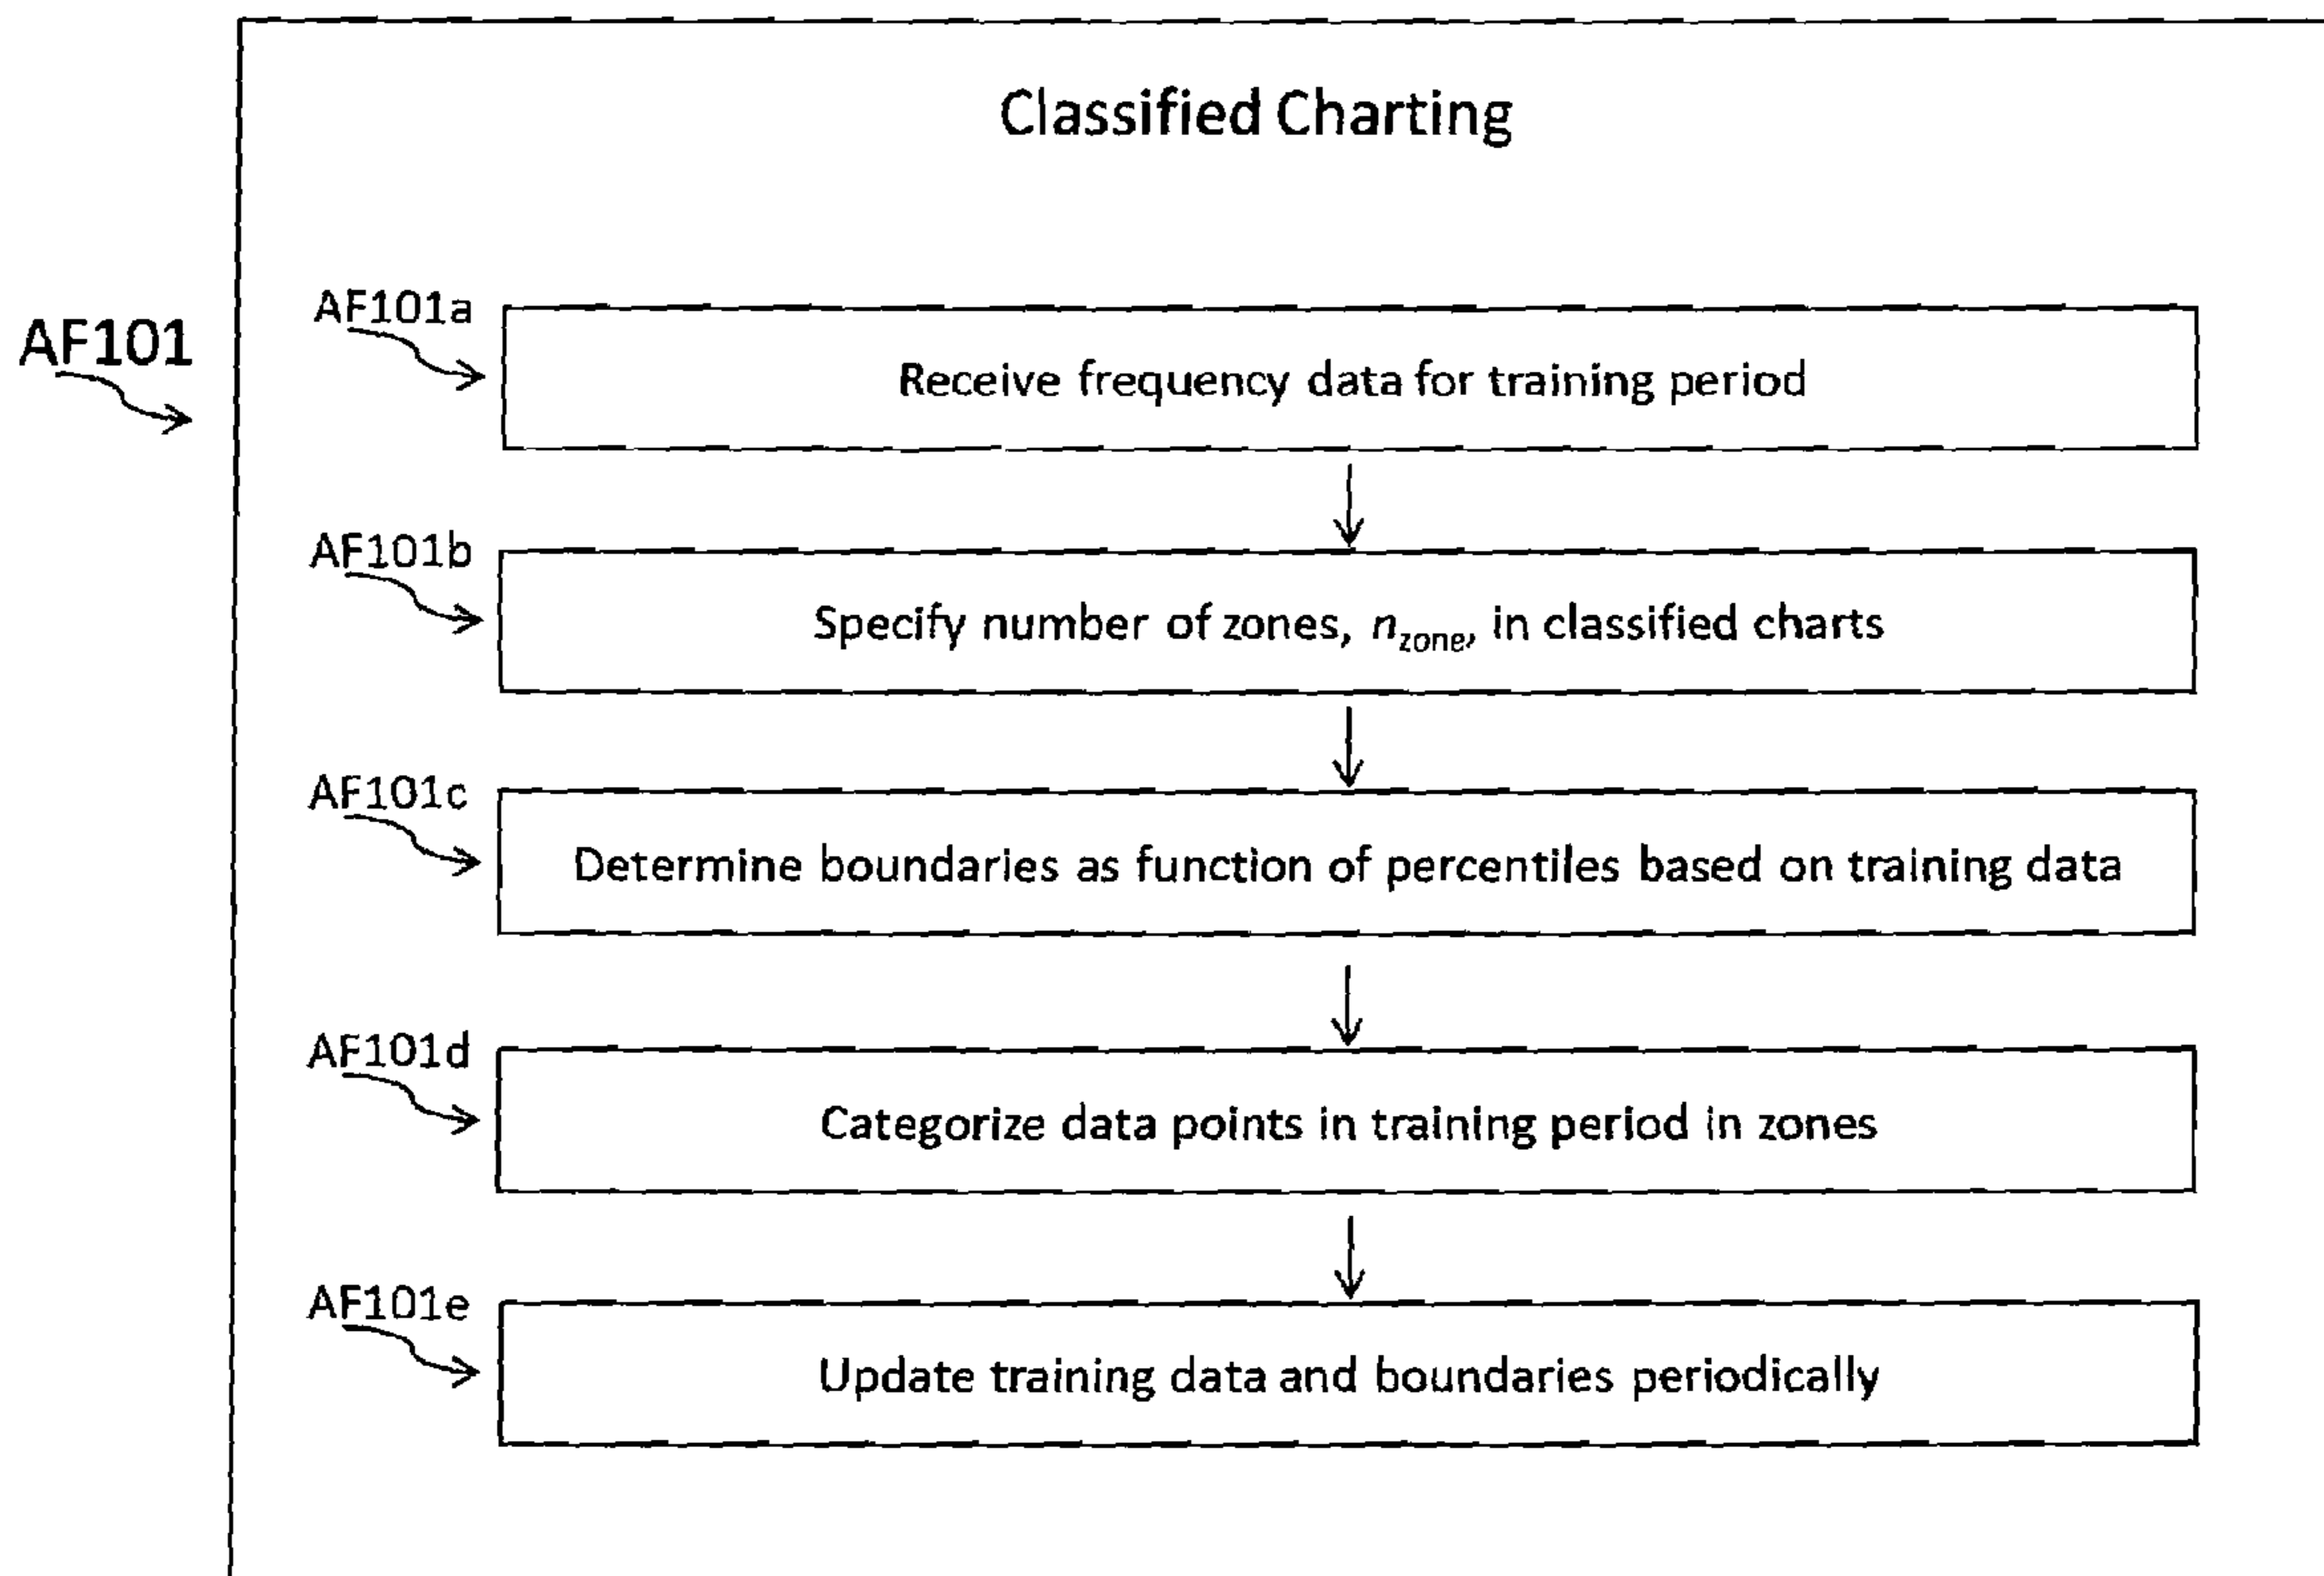 Classified Charting
AF101
AF101a
Receive frequency data for training period
AF101b
Specify number of zones, nzone, in classified charts
AF101c
Determine boundaries as function of percentiles based on training data
AF101d
Categorize data points in training period in zones
AF101e
Update training data and boundaries periodically